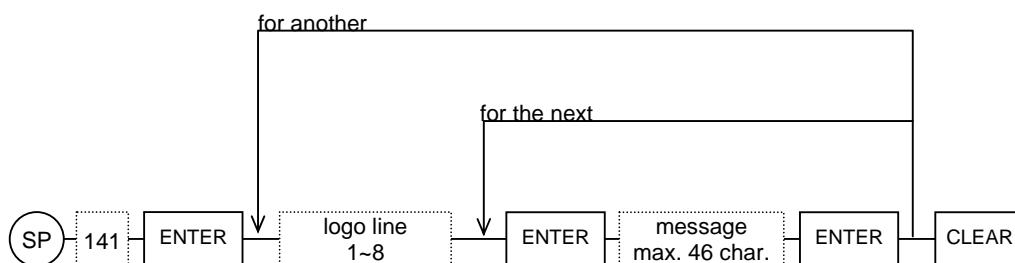 for another
for the next
SP
141
ENTER
logo line
1~8
ENTER
message
max. 46 char.
ENTER
CLEAR